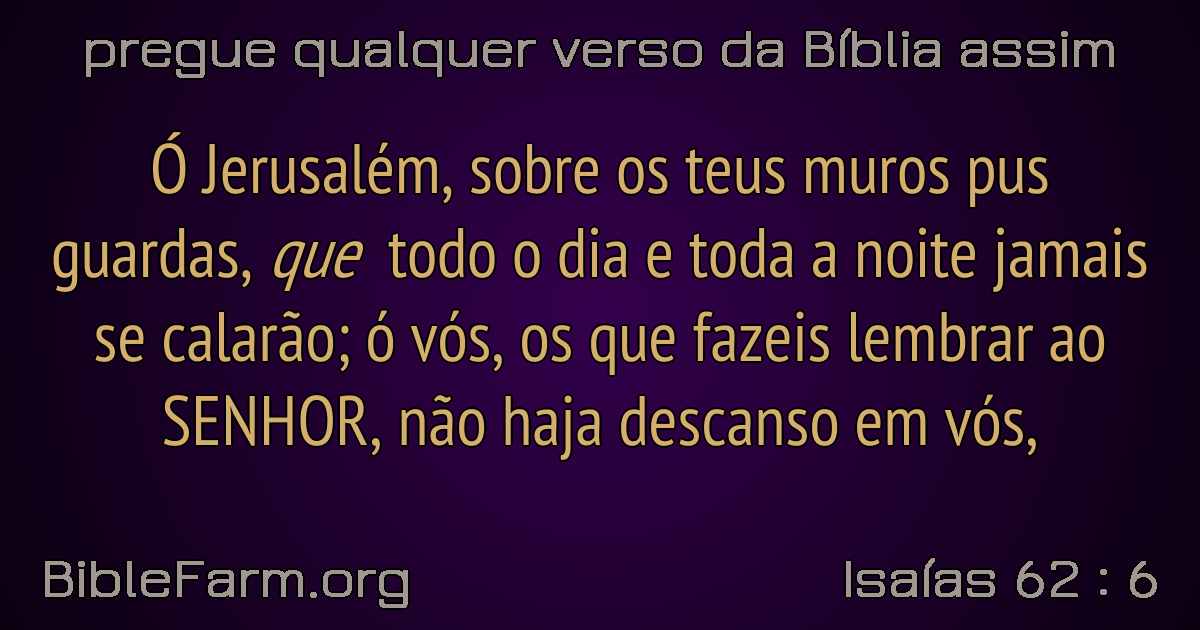 pregue qualquer verso da Bíblia assim
Ó Jerusalém, sobre os teus muros pus
guardas, que todo o dia e toda a noite jamais
se calarão; ó vós, os que fazeis lembrar ao
SENHOR, não haja descanso em vós,
BibleFarm.org
Isaías 62 : 6